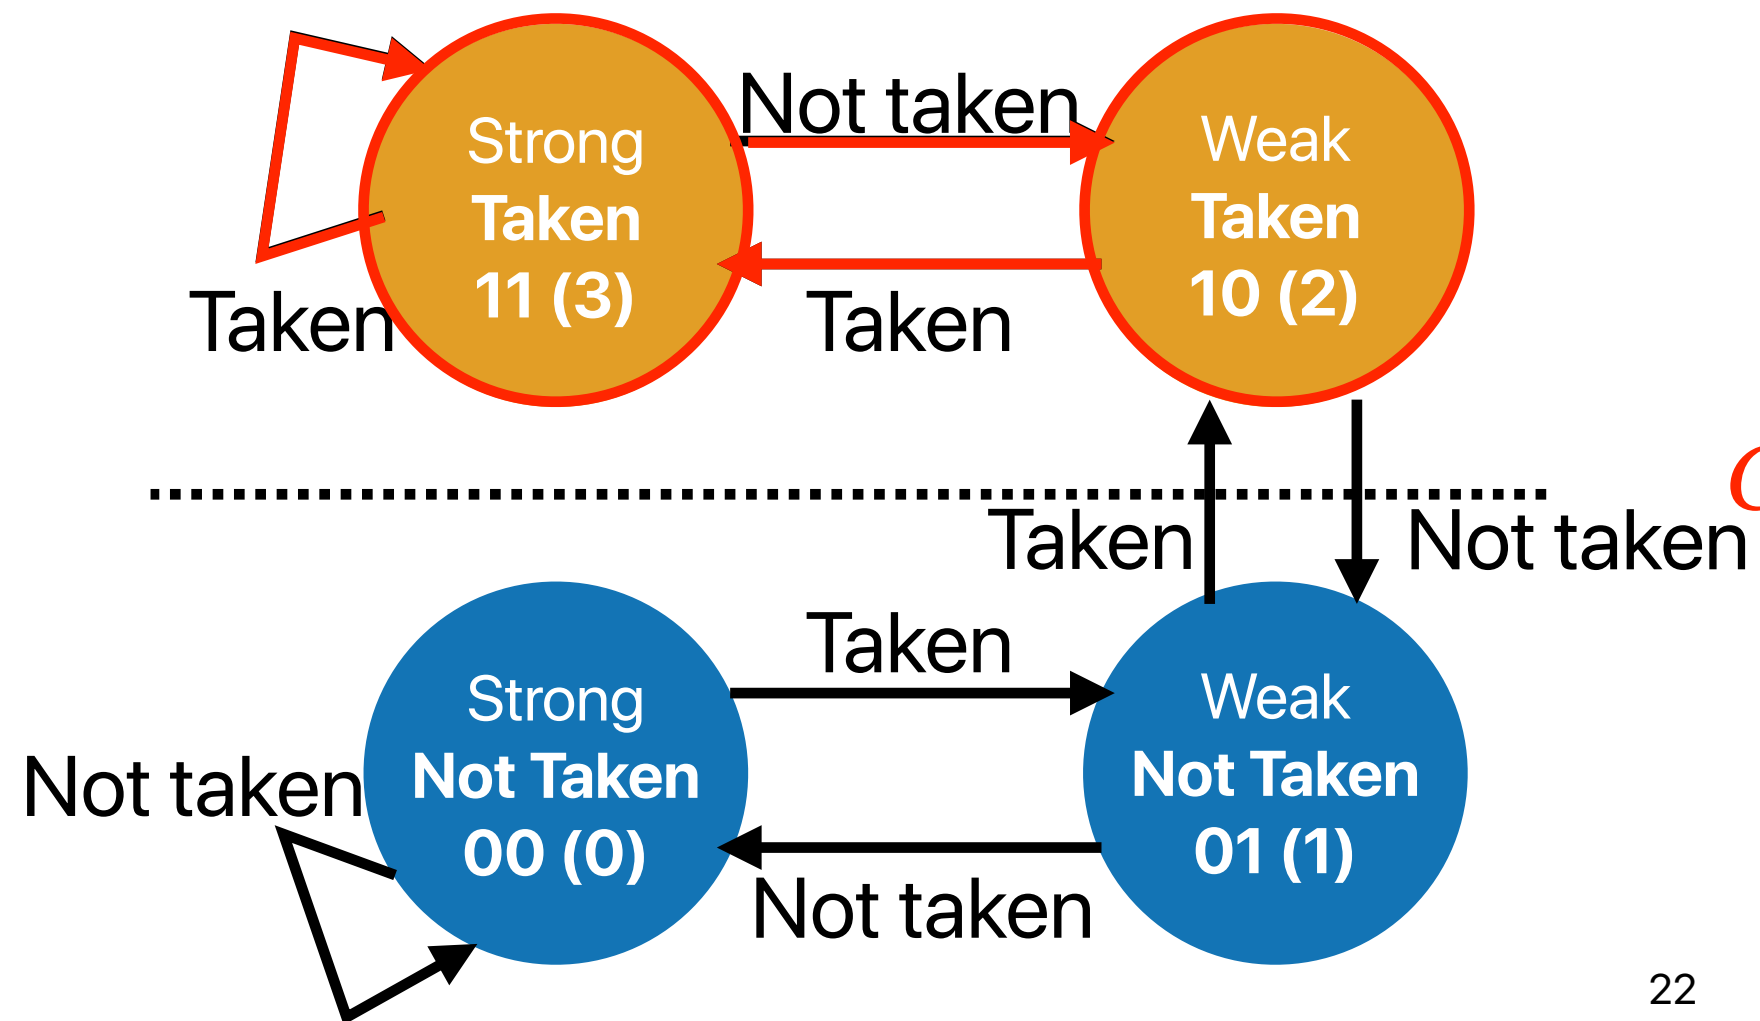 Not taken
Strong
Taken
11 (3)
Weak
Taken
10 (2)
Taken
Taken
Taken
Not taken
Taken
Strong
Not Taken
00 (0)
Weak
Not Taken
01 (1)
Not taken
Not taken
22